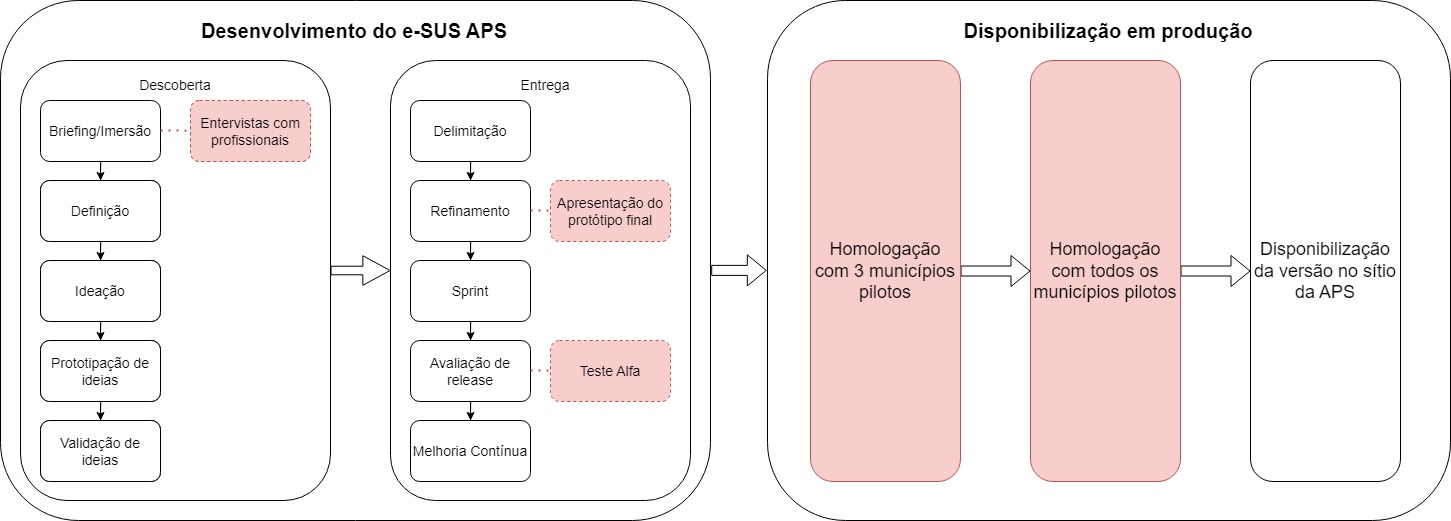 Desenvolvimento do e-SUS APS
Descoberta
Briefing/Imersão
Entervistas com
profissionais
Definição
Ideação
Prototipação de
ideias
Validação de
ideias
Entrega
Delimitação
Refinamento
Apresentação do
protótipo final
Sprint
Avaliação de
release
Teste Alfa
Melhoria Contínua
Disponibilização em produção
Homologação
com 3 municípios
pilotos
Homologação
com todos os
municípios pilotos
Disponibilização
da versão no sítio
da APS